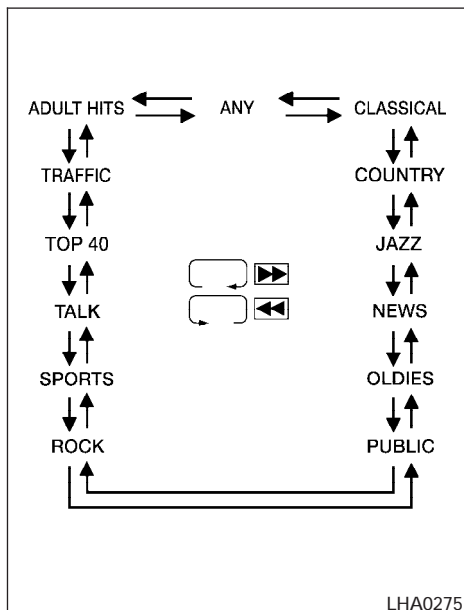 ADULT HITS ANY CLASSICAL
TRAFFIC COUNTRY
TOP 40 JAZZ
TALK NEWS
SPORTS OLDIES
ROCK PUBLIC
LHA0275